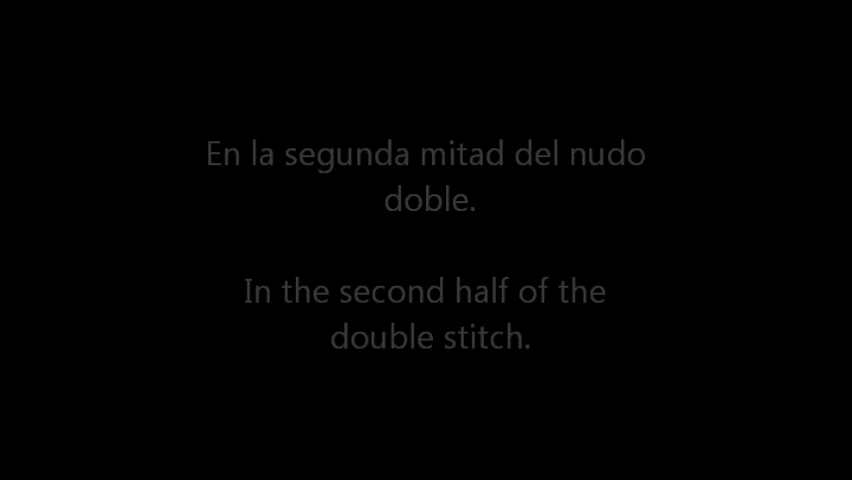 En la segunda mitad del nudo
doble.
In the second half of the
double stitch.